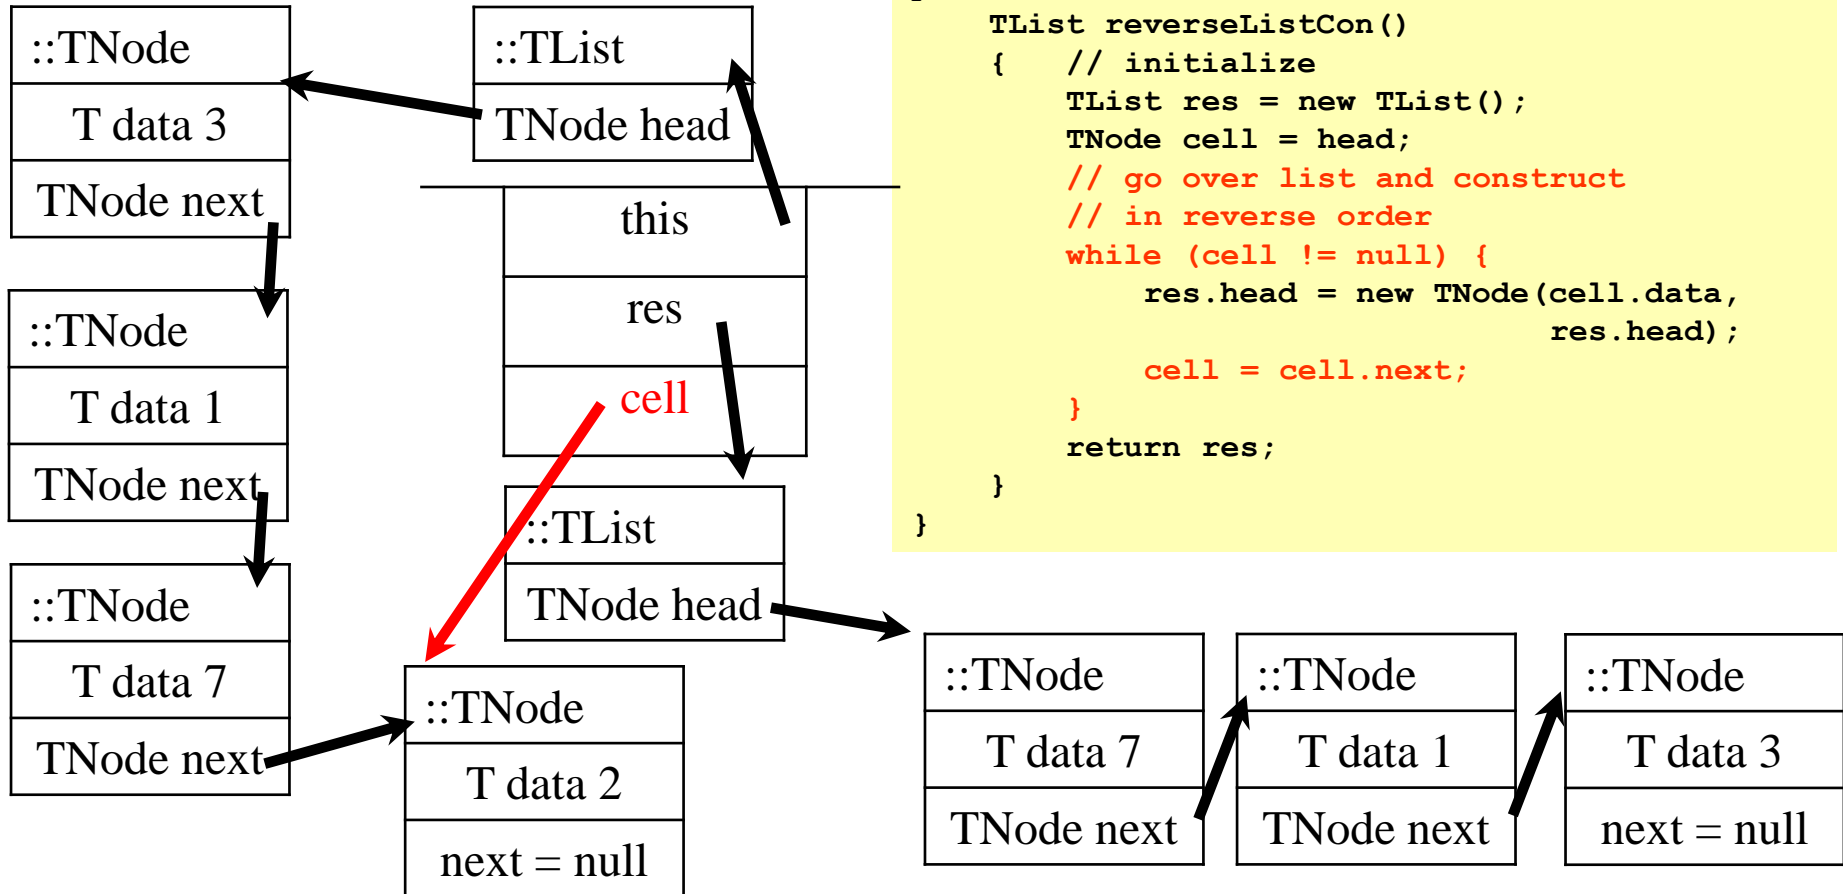 ::TNode
T data 3
TNode next
::TNode
T data 1
TNode next
::TNode
T data 7
TNode next
::TList
TNode head
this
res
cell
::TList
TNode head
::TNode
T data 2
next = null
TList reverseListCon()
{ // initialize
TList res = new TList();
TNode cell = head;
// go over list and construct
// in reverse order
while (cell != null) {
res.head = new TNode(cell.data,
res.head);
cell = cell.next;
}
return res;
}
}
::TNode
T data 7
TNode next
::TNode
T data 1
TNode next
::TNode
T data 3
next = null